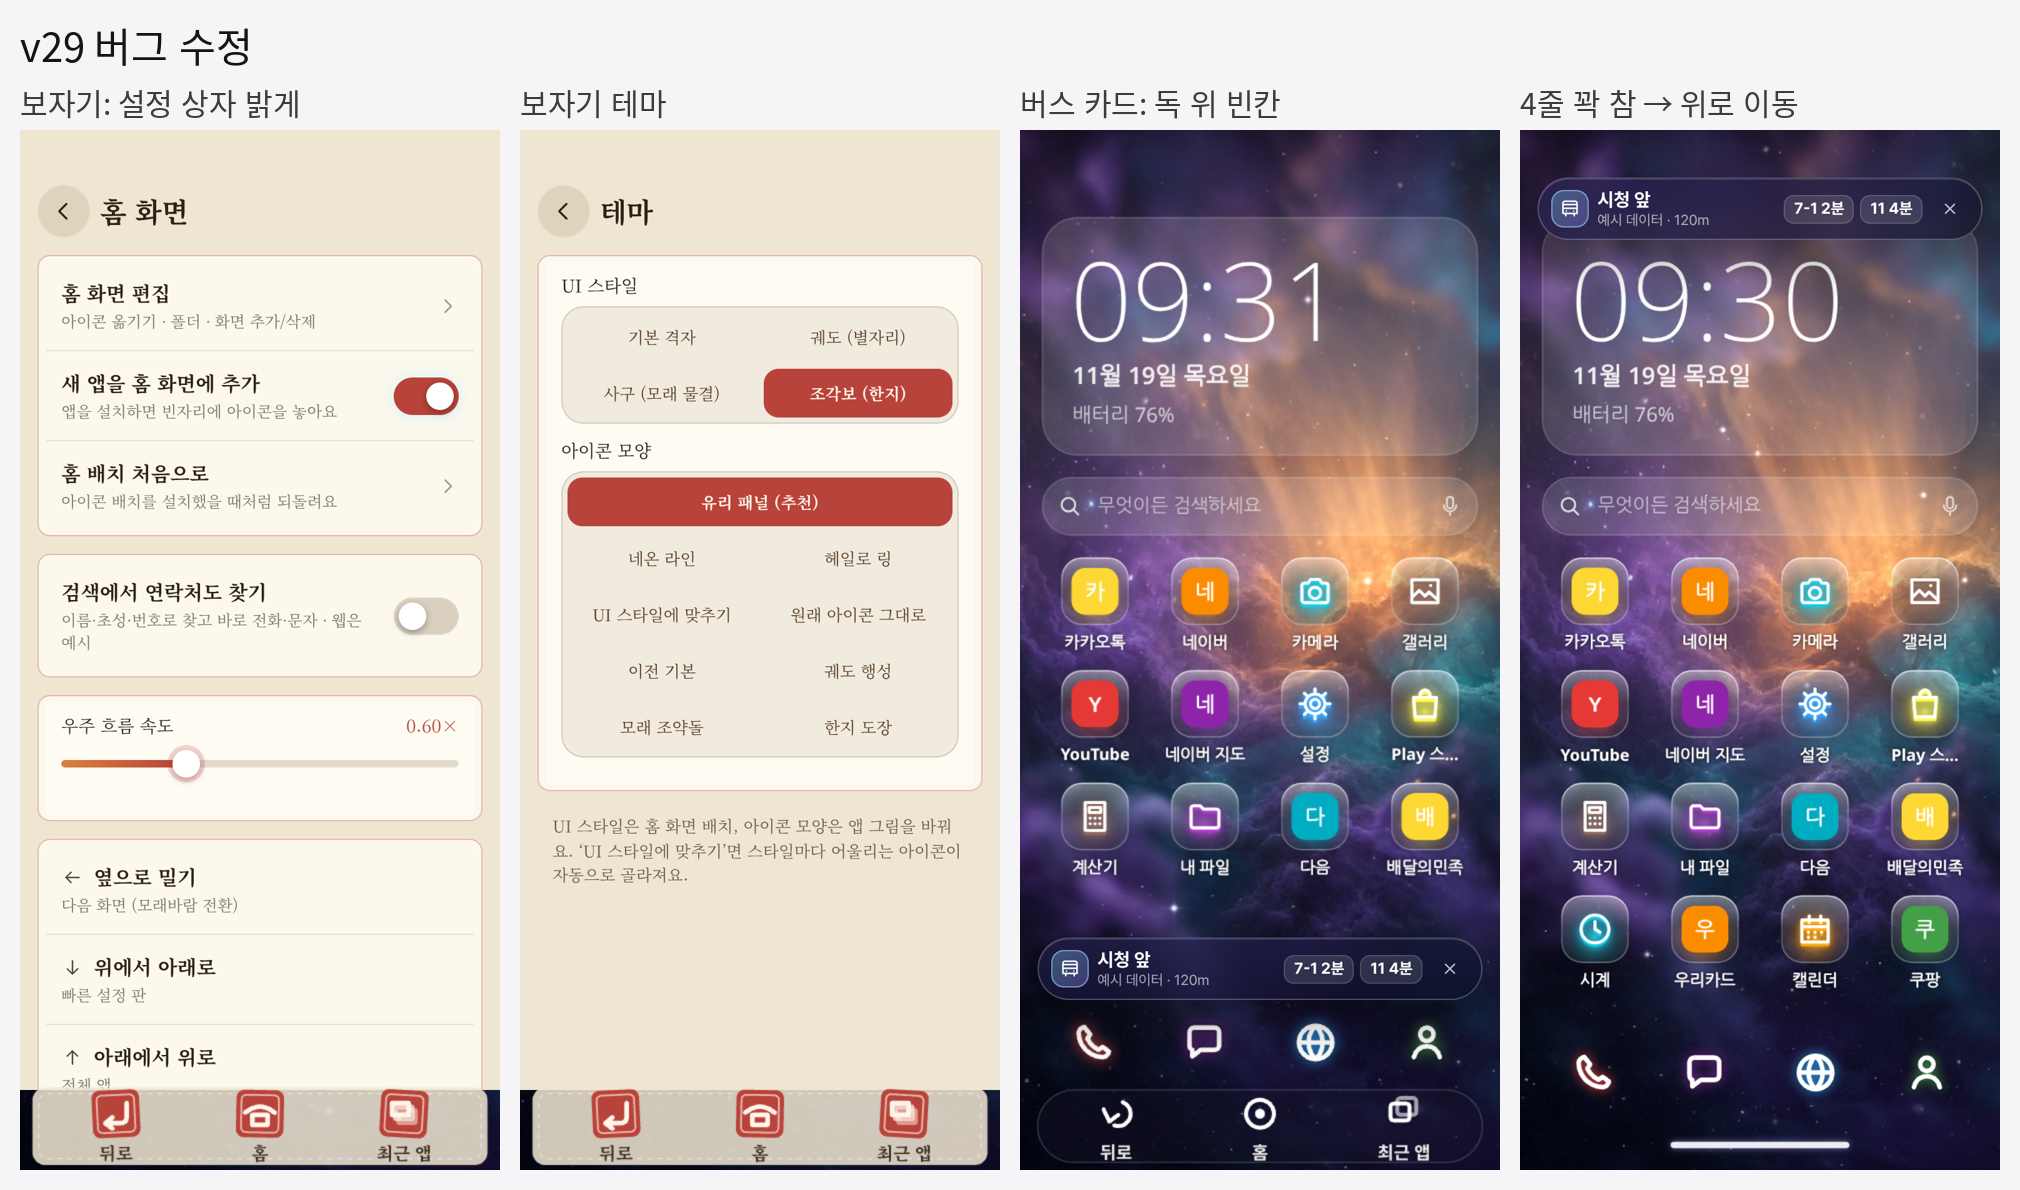 v29 버그 수정
보자기: 설정 상자 밝게
홈 화면
홈 화면 편집
아이콘 옮기기 · 폴더 · 화면 추가/삭제
새 앱을 홈 화면에 추가
앱을 설치하면 빈자리에 아이콘을 놓아요
홈 배치 처음으로
아이콘 배치를 설치했을 때처럼 되돌려요
검색에서 연락처도 찾기
이름·초성·번호로 찾고 바로 전화·문자 · 웹은
예시
우주 흐름 속도 0.60×
← 옆으로 밀기
다음 화면 (모래바람 전환)
↓ 위에서 아래로
빠른 설정 판
↑ 아래에서 위로
전체 앱
뒤로 홈 최근 앱
보자기 테마
테마
UI 스타일
기본 격자 궤도 (별자리)
사구 (모래 물결) 조각보 (한지)
아이콘 모양
유리 패널 (추천)
네온 라인 헤일로 링
UI 스타일에 맞추기 원래 아이콘 그대로
이전 기본 궤도 행성
모래 조약돌 한지 도장
UI 스타일은 홈 화면 배치, 아이콘 모양은 앱 그림을 바꿔
요. ‘UI 스타일에 맞추기’면 스타일마다 어울리는 아이콘이
자동으로 골라져요.
뒤로 홈 최근 앱
버스 카드: 독 위 빈칸
09:31
11월 19일 목요일
배터리 76%
무엇이든 검색하세요
카 네
카카오톡 네이버 카메라 갤러리
Y 네
YouTube 네이버 지도 설정 Play 스...
다 배
계산기 내 파일 다음 배달의민족
시청 앞
예시 데이터 · 120m
7-1 2분 11 4분 ×
뒤로 홈 최근 앱
4줄 꽉 참 → 위로 이동
시청 앞
예시 데이터 · 120m
7-1 2분 11 4분 ×
09:30
11월 19일 목요일
배터리 76%
무엇이든 검색하세요
카 네
카카오톡 네이버 카메라 갤러리
Y 네
YouTube 네이버 지도 설정 Play 스...
다 배
계산기 내 파일 다음 배달의민족
우 쿠
시계 우리카드 캘린더 쿠팡